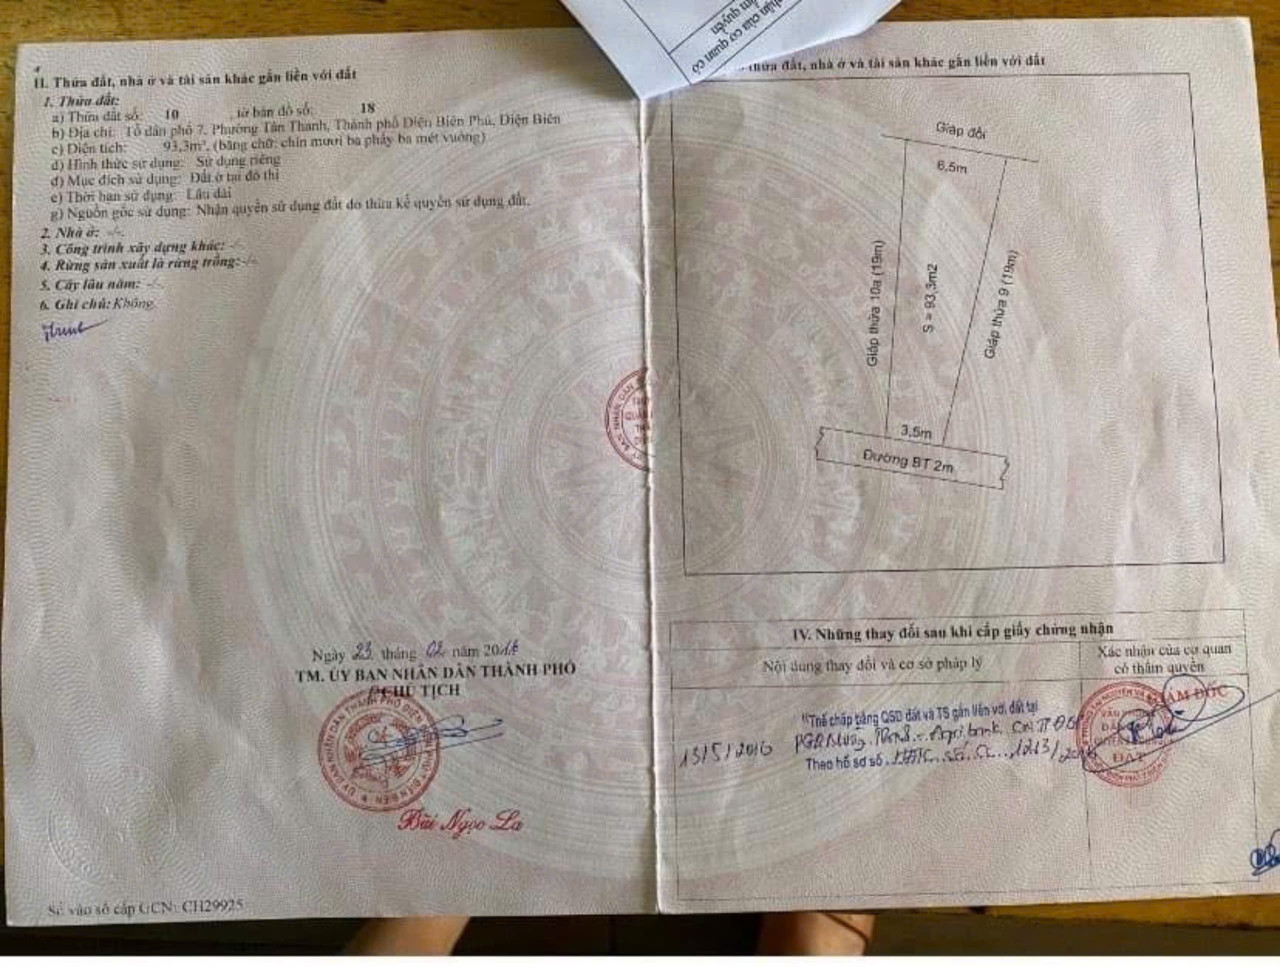 II. Thửa đất, nhà ở và tài sản khác gắn liền với đất
1. Thửa đất:
a) Thửa đất số: 10 , tờ bản đồ số: 18
b) Địa chỉ: Tổ dân phố 7, Phường Tân Thanh, Thành phố Điện Biên Phủ, Điện Biên
c) Diện tích: 93,3m², (bằng chữ: chín mươi ba phẩy ba mét vuông)
d) Hình thức sử dụng: Sử dụng riêng
đ) Mục đích sử dụng: Đất ở tại đô thị
e) Thời hạn sử dụng: Lâu dài
g) Nguồn gốc sử dụng: Nhận quyền sử dụng đất do thừa kế quyền sử dụng đất.
2. Nhà ở: -/-.
3. Công trình xây dựng khác: -/-.
4. Rừng sản xuất là rừng trồng: -/-.
5. Cây lâu năm: -/-.
6. Ghi chú: Không.
Ngày 23 tháng 02 năm
TM. ỦY BAN NHÂN DÂN THÀNH PHỐ
CHỦ TỊCH
Bùi Ngọc La
Số vào sổ cấp GCN: CH29925
cơ quan có
thửa đất, nhà ở và tài sản khác gắn liền với đất
Giáp đồi
6,5m
Giáp thửa 10a (19m)
S = 93,3m2
Giáp thửa 9 (19m)
3,5m
Đường BT 2m
IV. Những thay đổi sau khi cấp giấy chứng nhận
Nội dung thay đổi và cơ sở pháp lý
Xác nhận của cơ quan
có thẩm quyền
"Thế chấp bằng QSD đất và TS gắn liền với đất tại
13/5/2016
Agribank
Theo hồ sơ số
GIÁM ĐỐC